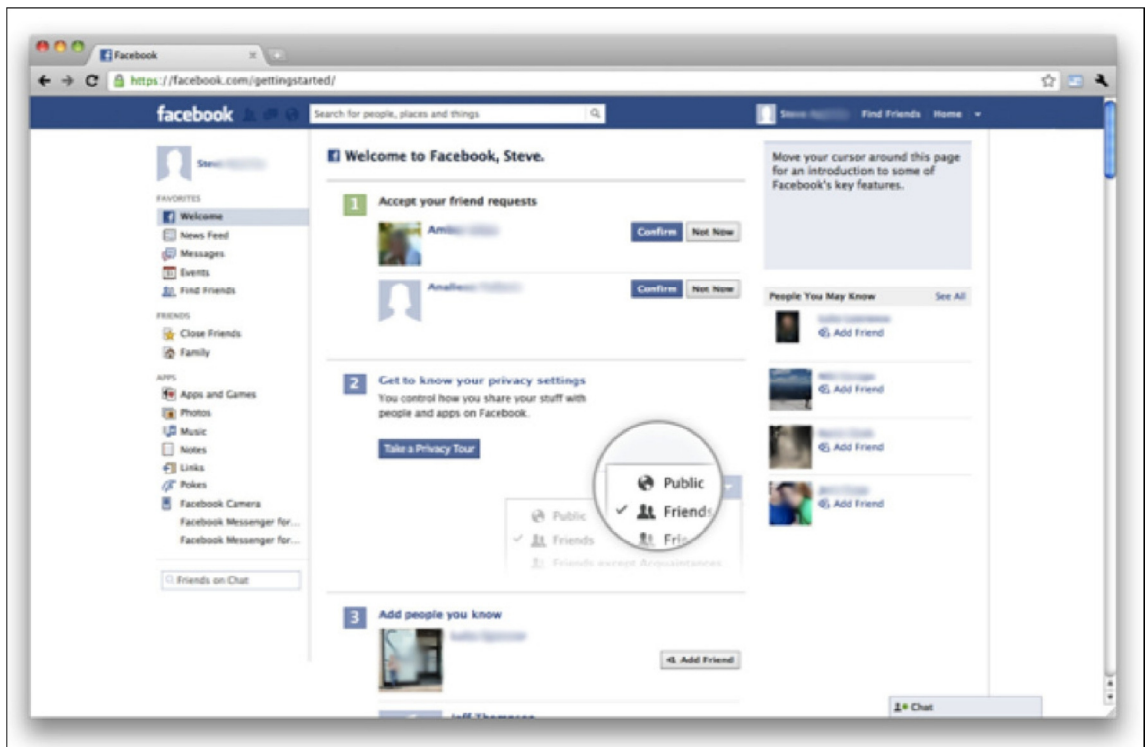 Facebook
https://facebook.com/gettingstarted/
facebook
Search for people, places and things
Steve
Find Friends
Home
Steve
FAVORITES
Welcome
News Feed
Messages
Events
Find Friends
FRIENDS
Close Friends
Family
APPS
Apps and Games
Photos
Music
Notes
Links
Pokes
Facebook Camera
Facebook Messenger for...
Facebook Messenger for...
Friends on Chat
Welcome to Facebook, Steve.
1 Accept your friend requests
Confirm Not Now
Confirm Not Now
2 Get to know your privacy settings
You control how you share your stuff with
people and apps on Facebook.
Take a Privacy Tour
Public
Friends
Friends except Acquaintances
Public
Friends
3 Add people you know
Add Friend
Jeff Thompson
Move your cursor around this page
for an introduction to some of
Facebook's key features.
People You May Know See All
Add Friend
Add Friend
Add Friend
Add Friend
Chat